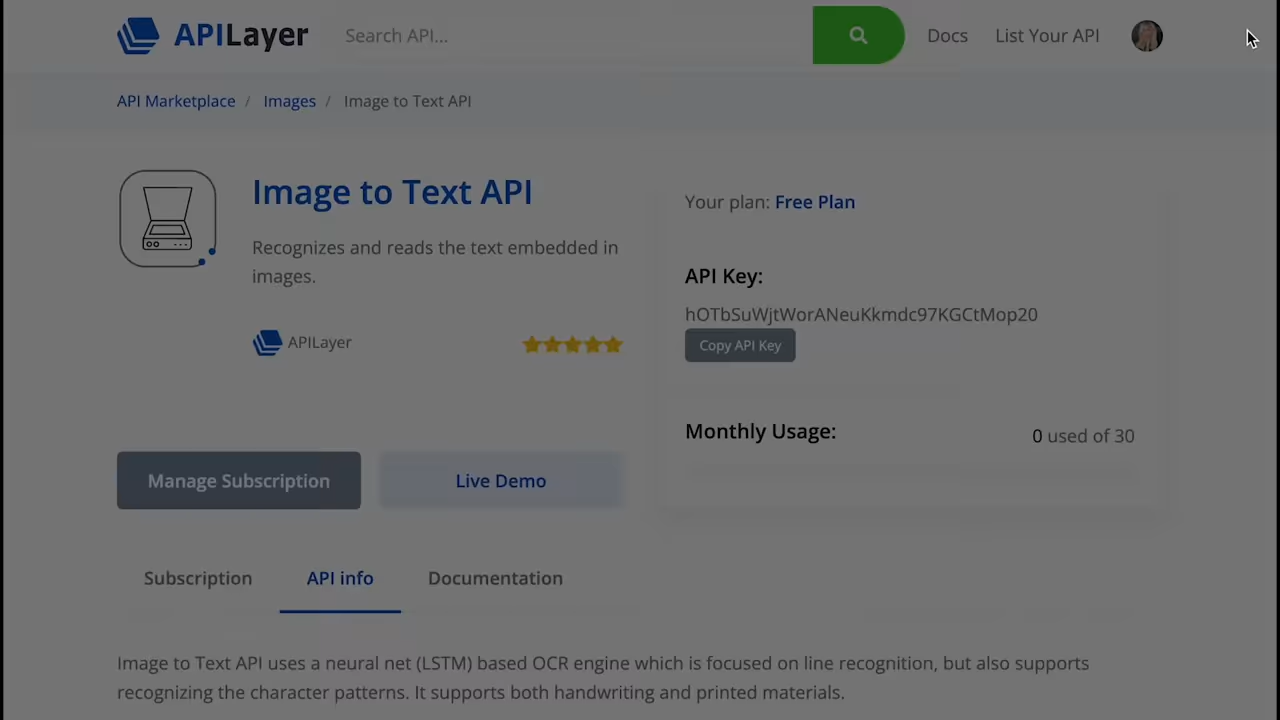 APILayer
Search API...
Docs
List Your API
API Marketplace / Images / Image to Text API
Image to Text API
Recognizes and reads the text embedded in
images.
APILayer
Manage Subscription
Live Demo
Your plan: Free Plan
API Key:
hOTbSuWjtWorANeuKkmdc97KGCtMop20
Copy API Key
Monthly Usage:
0 used of 30
Subscription
API info
Documentation
Image to Text API uses a neural net (LSTM) based OCR engine which is focused on line recognition, but also supports
recognizing the character patterns. It supports both handwriting and printed materials.